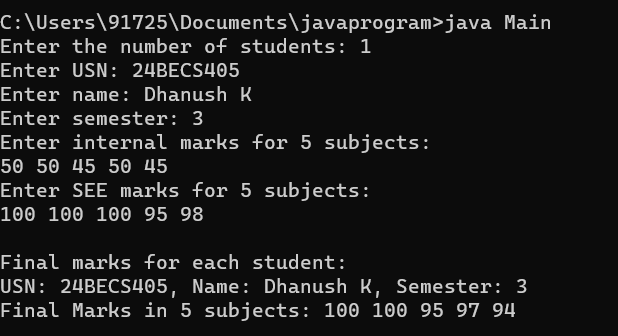 C:\Users\91725\Documents\javaprogram>java Main
Enter the number of students: 1
Enter USN: 24BECS405
Enter name: Dhanush K
Enter semester: 3
Enter internal marks for 5 subjects:
50 50 45 50 45
Enter SEE marks for 5 subjects:
100 100 100 95 98
Final marks for each student:
USN: 24BECS405, Name: Dhanush K, Semester: 3
Final Marks in 5 subjects: 100 100 95 97 94